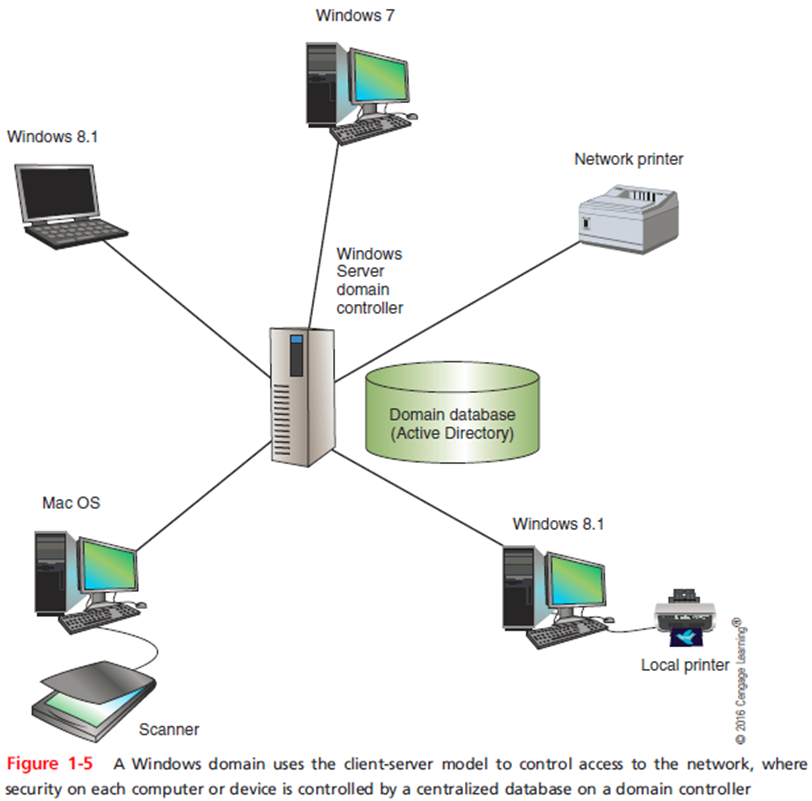 Windows 7
Windows 8.1
Network printer
Windows
Server
domain
controller
Domain database
(Active Directory)
Mac OS
Windows 8.1
Local printer
Scanner
© 2016 Cengage Learning®
Figure 1-5 A Windows domain uses the client-server model to control access to the network, where
security on each computer or device is controlled by a centralized database on a domain controller